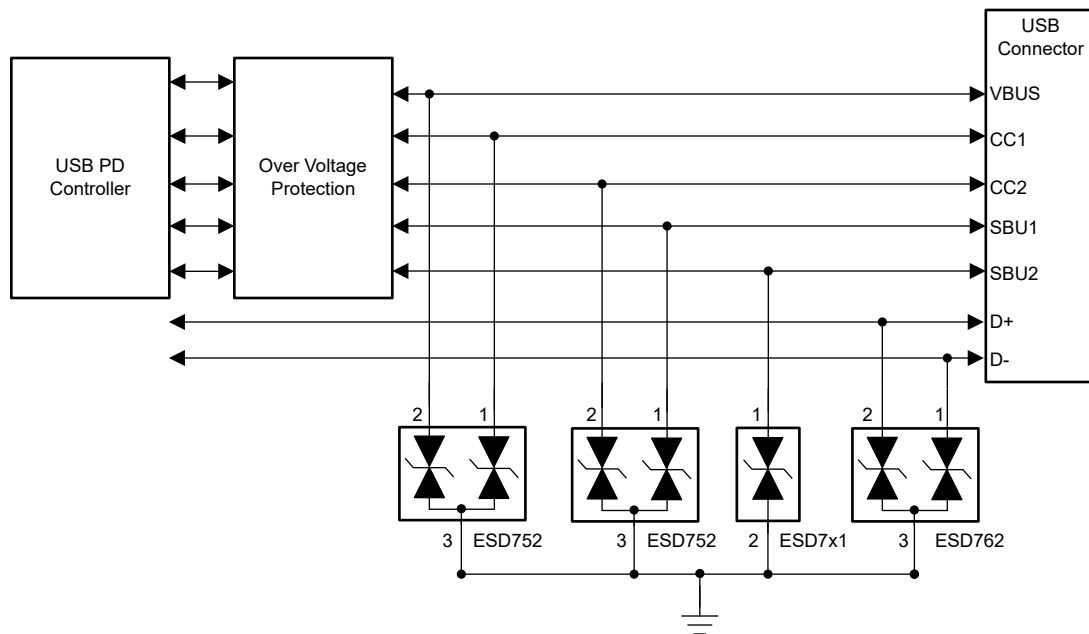 USB
Connector
USB PD
Controller
Over Voltage
Protection
VBUS
CC1
CC2
SBU1
SBU2
D+
D-
2
1
2
1
1
2
1
3
ESD752
3
ESD752
2
ESD7x1
3
ESD762